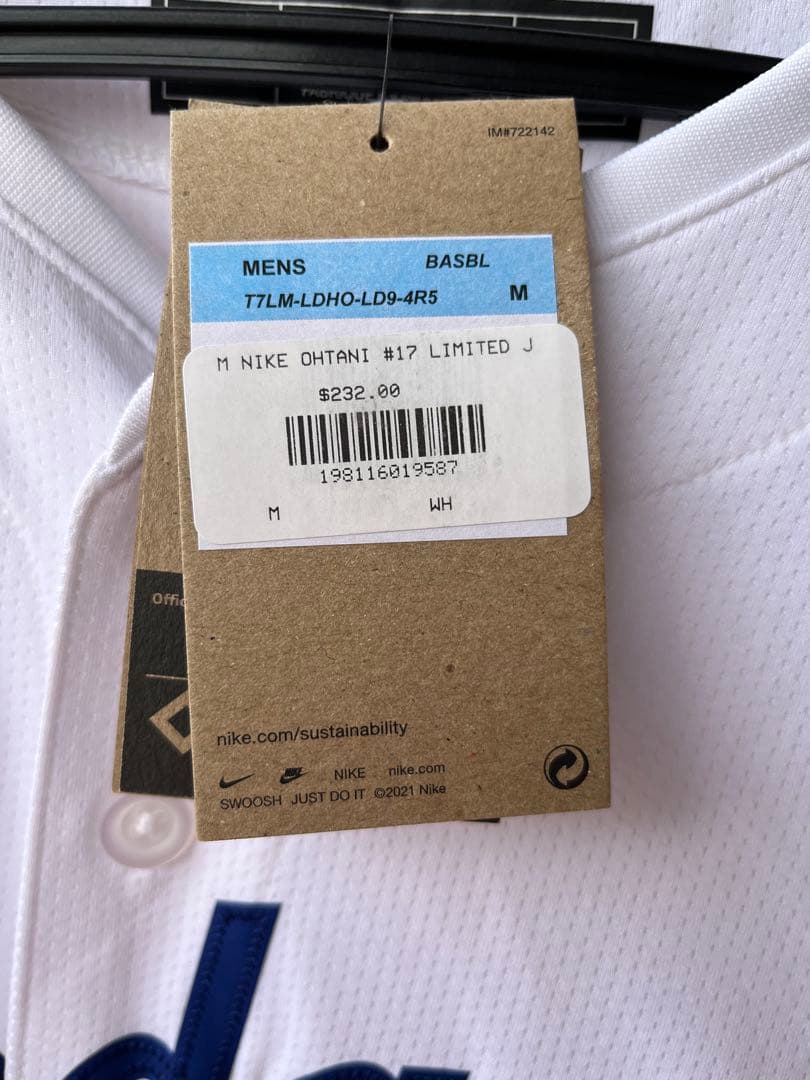 IM#722142
MENS BASBL
T7LM-LDHO-LD9-4R5 M
M NIKE OHTANI #17 LIMITED J
$232.00
198116019587
M WH
Offic
nike.com/sustainability
NIKE nike.com
SWOOSH JUST DO IT ©2021 Nike